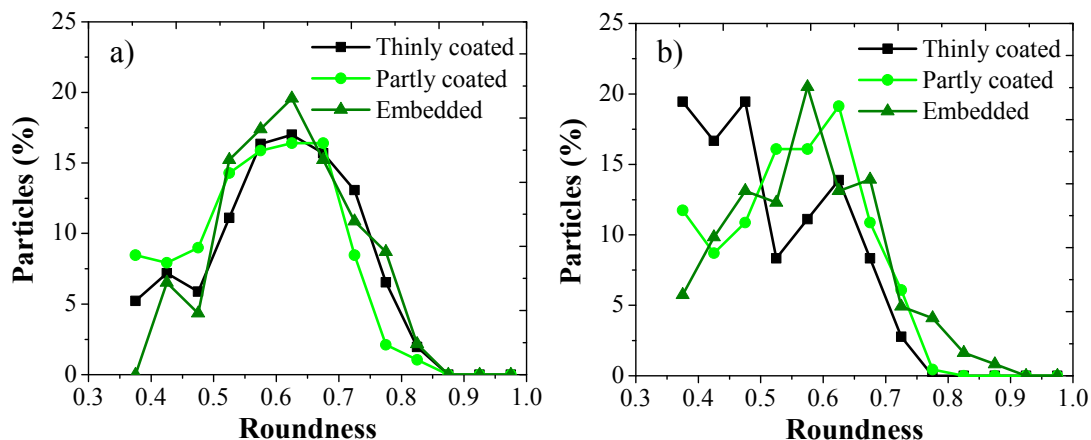 a)
Thinly coated
Partly coated
Embedded
25
20
15
10
5
0
Particles (%)
0.3 0.4 0.5 0.6 0.7 0.8 0.9 1.0
Roundness
b)
Thinly coated
Partly coated
Embedded
25
20
15
10
5
0
Particles (%)
0.3 0.4 0.5 0.6 0.7 0.8 0.9 1.0
Roundness